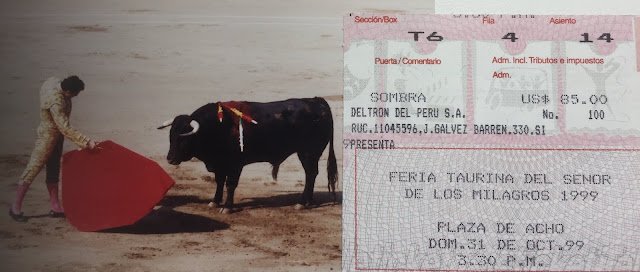 Sección/Box Fila Asiento
T6 4 14
Puerta / Comentario Adm. Incl. Tributos e impuestos
Adm.
SOMBRA US$ 85.00
DELTRON DEL PERU S.A. No. 100
RUC.11045596,J.GALVEZ BARREN.330.SI
PRESENTA:
FERIA TAURINA DEL SENOR
DE LOS MILAGROS 1999
PLAZA DE ACHO
DOM.31 DE OCT.99
3.30 P.M.